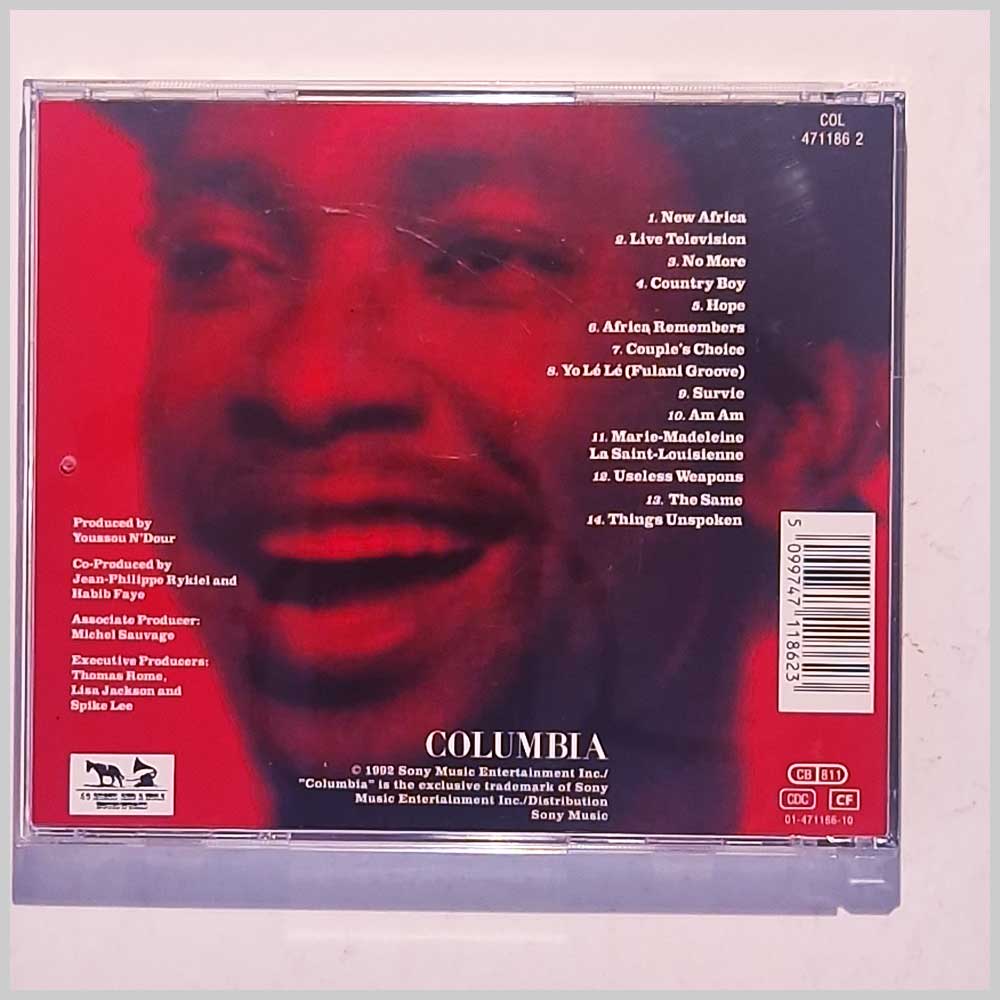 COL
471186 2
1. New Africa
2. Live Television
3. No More
4. Country Boy
5. Hope
6. Africa Remembers
7. Couple's Choice
8. Yo Lé Lé (Fulani Groove)
9. Survie
10. Am Am
11. Marie-Madeleine
La Saint-Louisienne
12. Useless Weapons
13. The Same
14. Things Unspoken
Produced by
Youssou N'Dour
Co-Produced by
Jean-Philippe Rykiel and
Habib Faye
Associate Producer:
Michel Sauvage
Executive Producers:
Thomas Rome,
Lisa Jackson and
Spike Lee
5 099747 118623
COLUMBIA
© 1992 Sony Music Entertainment Inc./
"Columbia" is the exclusive trademark of Sony
Music Entertainment Inc./Distribution
Sony Music
CB 811
CDC CF
01-471186-10